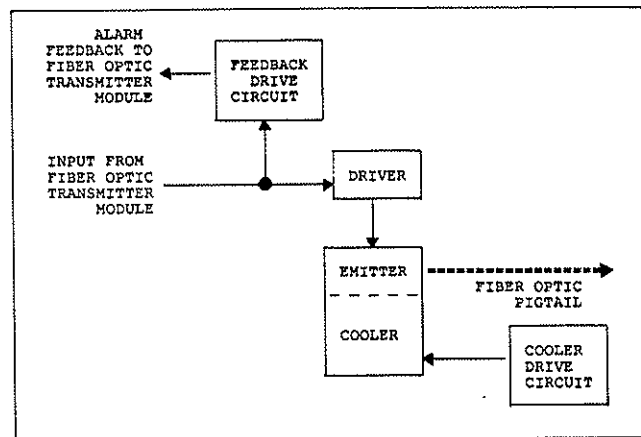 ALARM
FEEDBACK TO
FIBER OPTIC
TRANSMITTER
MODULE
FEEDBACK
DRIVE
CIRCUIT
INPUT FROM
FIBER OPTIC
TRANSMITTER
MODULE
DRIVER
EMITTER
FIBER OPTIC
PIGTAIL
COOLER
COOLER
DRIVE
CIRCUIT